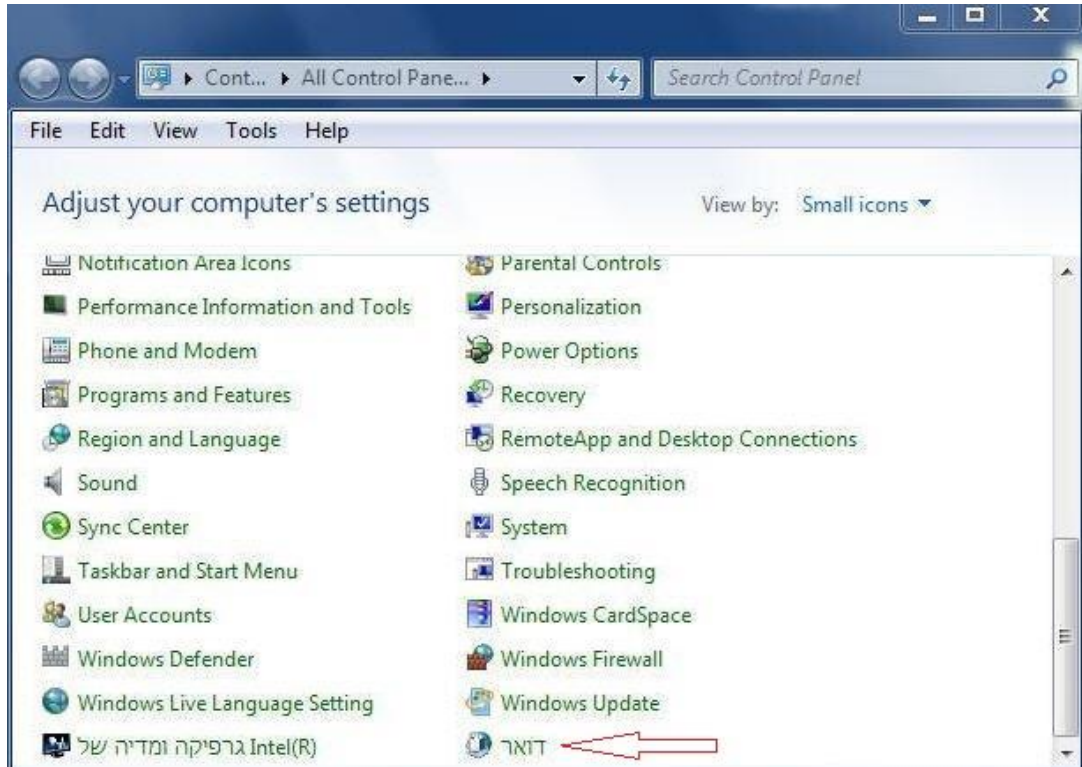 Cont... All Control Pane...
Search Control Panel
File Edit View Tools Help
Adjust your computer's settings
View by: Small icons
Notification Area Icons
Parental Controls
Performance Information and Tools
Personalization
Phone and Modem
Power Options
Programs and Features
Recovery
Region and Language
RemoteApp and Desktop Connections
Sound
Speech Recognition
Sync Center
System
Taskbar and Start Menu
Troubleshooting
User Accounts
Windows CardSpace
Windows Defender
Windows Firewall
Windows Live Language Setting
Windows Update
גרפיקה ומדיה של Intel(R)
דואר